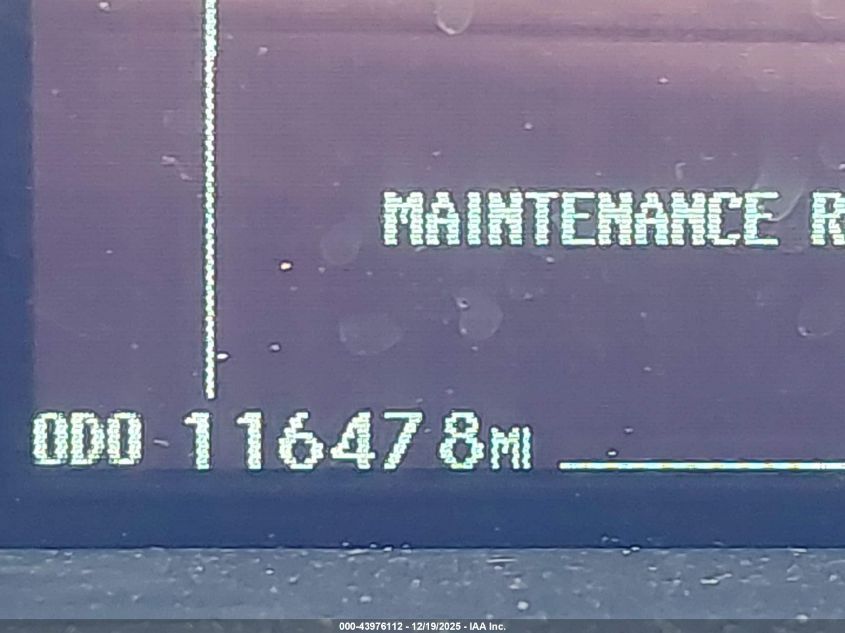 MAINTENANCE R
ODO 116478MI
000-43976112 - 12/19/2025 - IAA Inc.